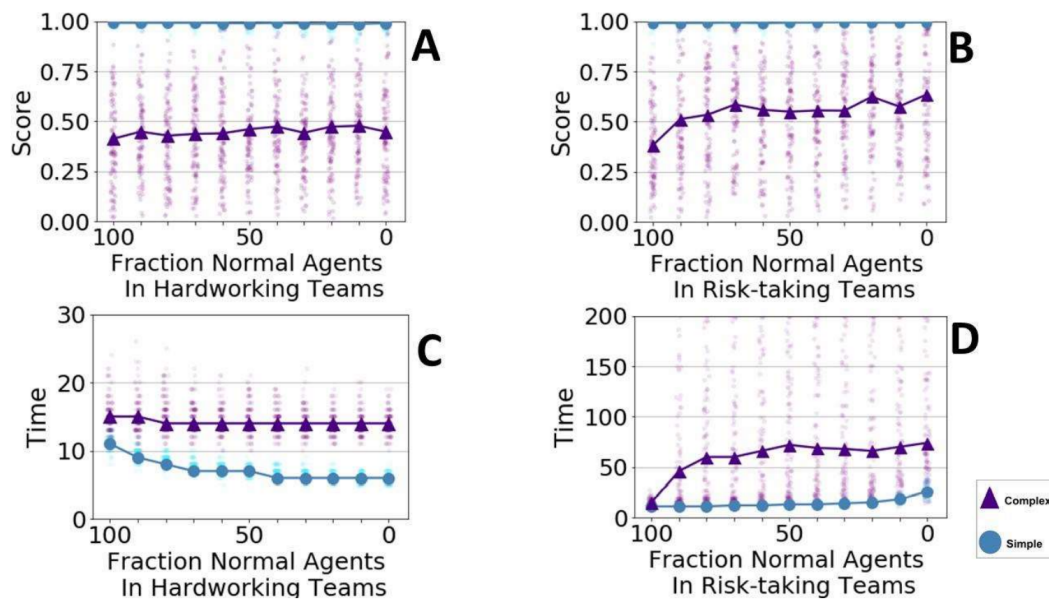 1.00
0.75
0.50
0.25
0.00
Score
A
100
50
0
Fraction Normal Agents
In Hardworking Teams
1.00
0.75
0.50
0.25
0.00
Score
B
100
50
0
Fraction Normal Agents
In Risk-taking Teams
30
20
10
0
Time
C
100
50
0
Fraction Normal Agents
In Hardworking Teams
200
150
100
50
0
Time
D
100
50
0
Fraction Normal Agents
In Risk-taking Teams
Complex
Simple